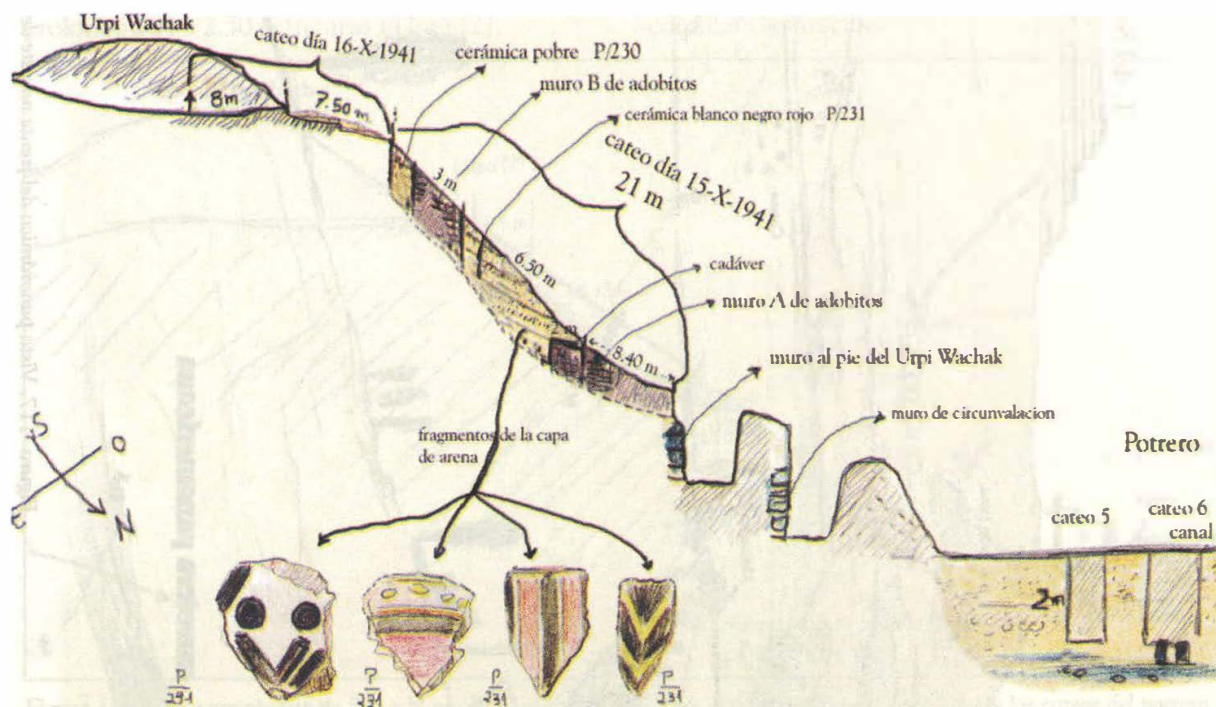 Urpi Wachak
cateo día 16-X-1941
cerámica pobre P/230
muro B de adobitos
8m
7.50 m
cerámica blanco negro rojo P/231
cateo día 15-X-1941
21 m
3 m
6.50 m
cadáver
muro A de adobitos
8.40 m
muro al pie del Urpi Wachak
muro de circunvalacion
fragmentos de la capa
de arena
Potrero
S
O
E
N
cateo 5
cateo 6
canal
2m
P/231
P/231
P/231